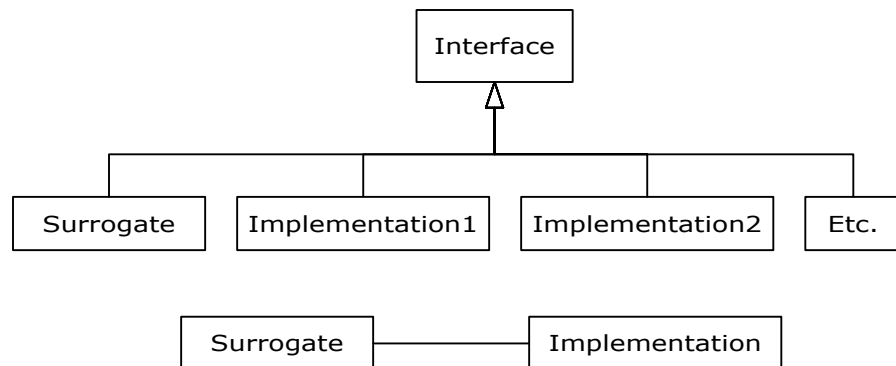 Interface
Surrogate
Implementation1
Implementation2
Etc.
Surrogate
Implementation